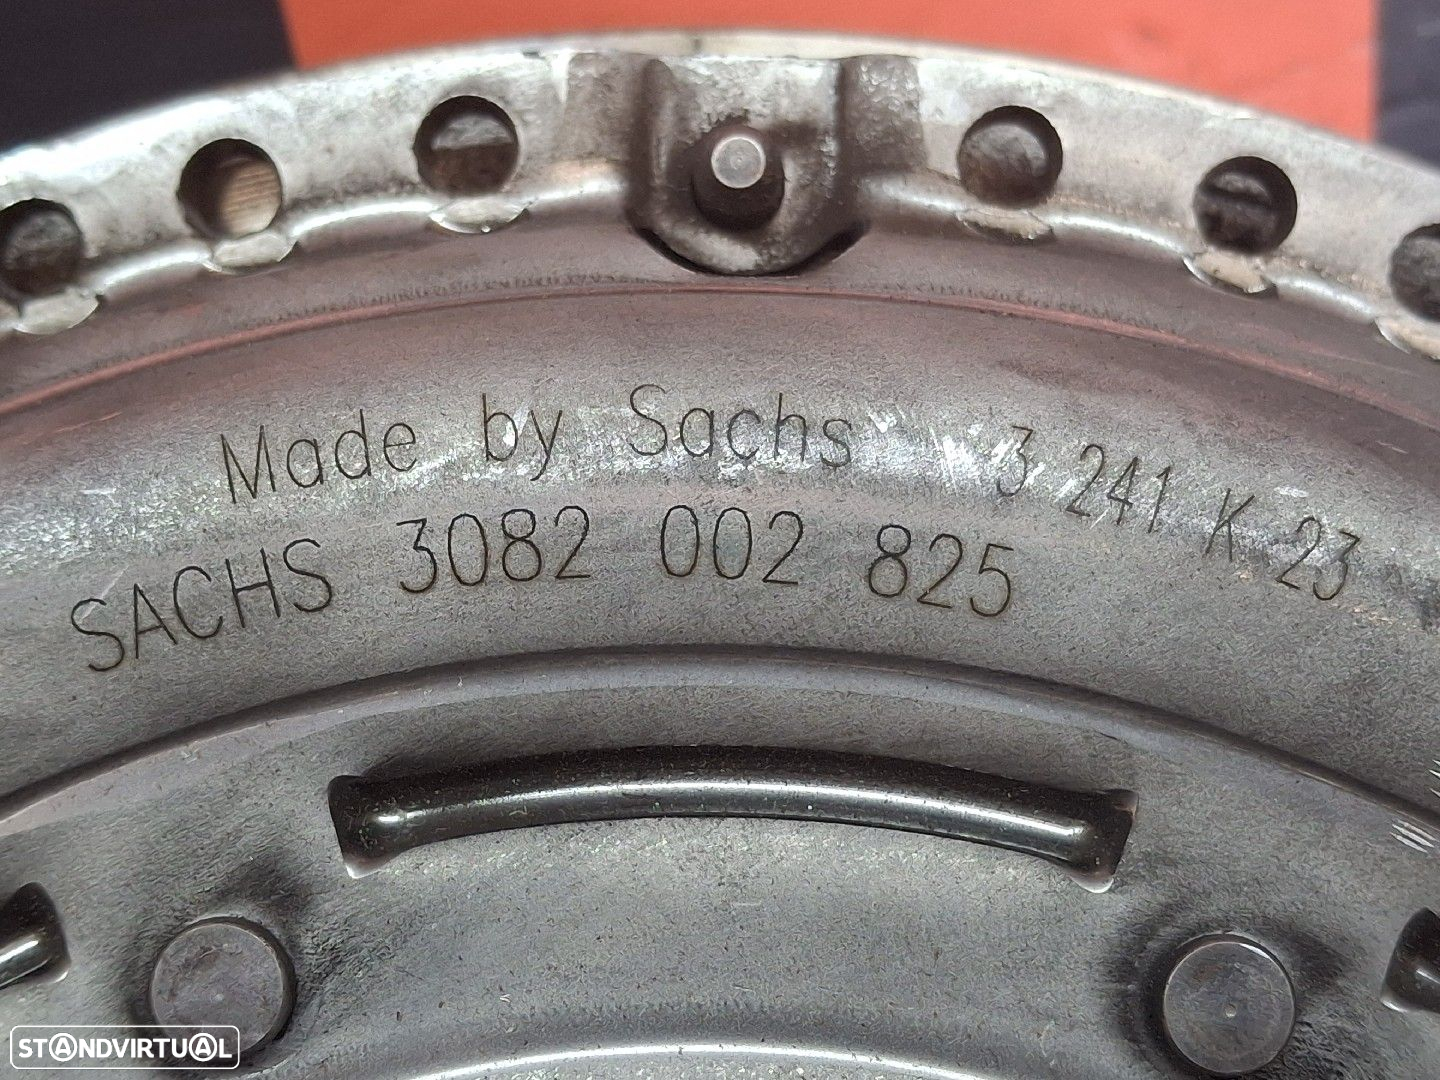 Made by Sachs 3 241 K 23
SACHS 3082 002 825
STANDVIRTUAL